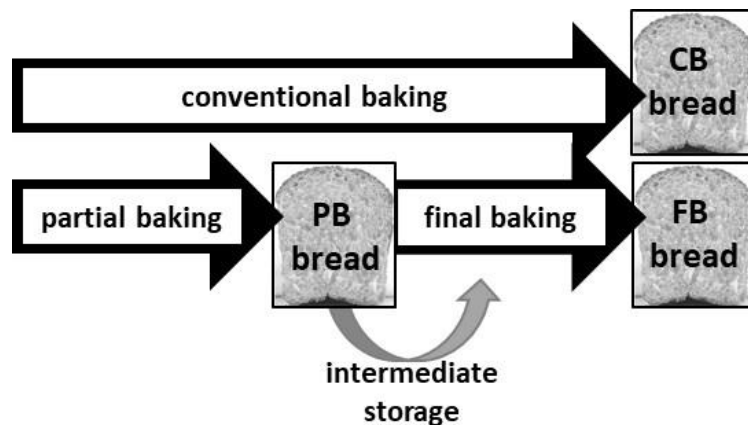 conventional baking
CB
bread
partial baking
PB
bread
final baking
FB
bread
intermediate
storage